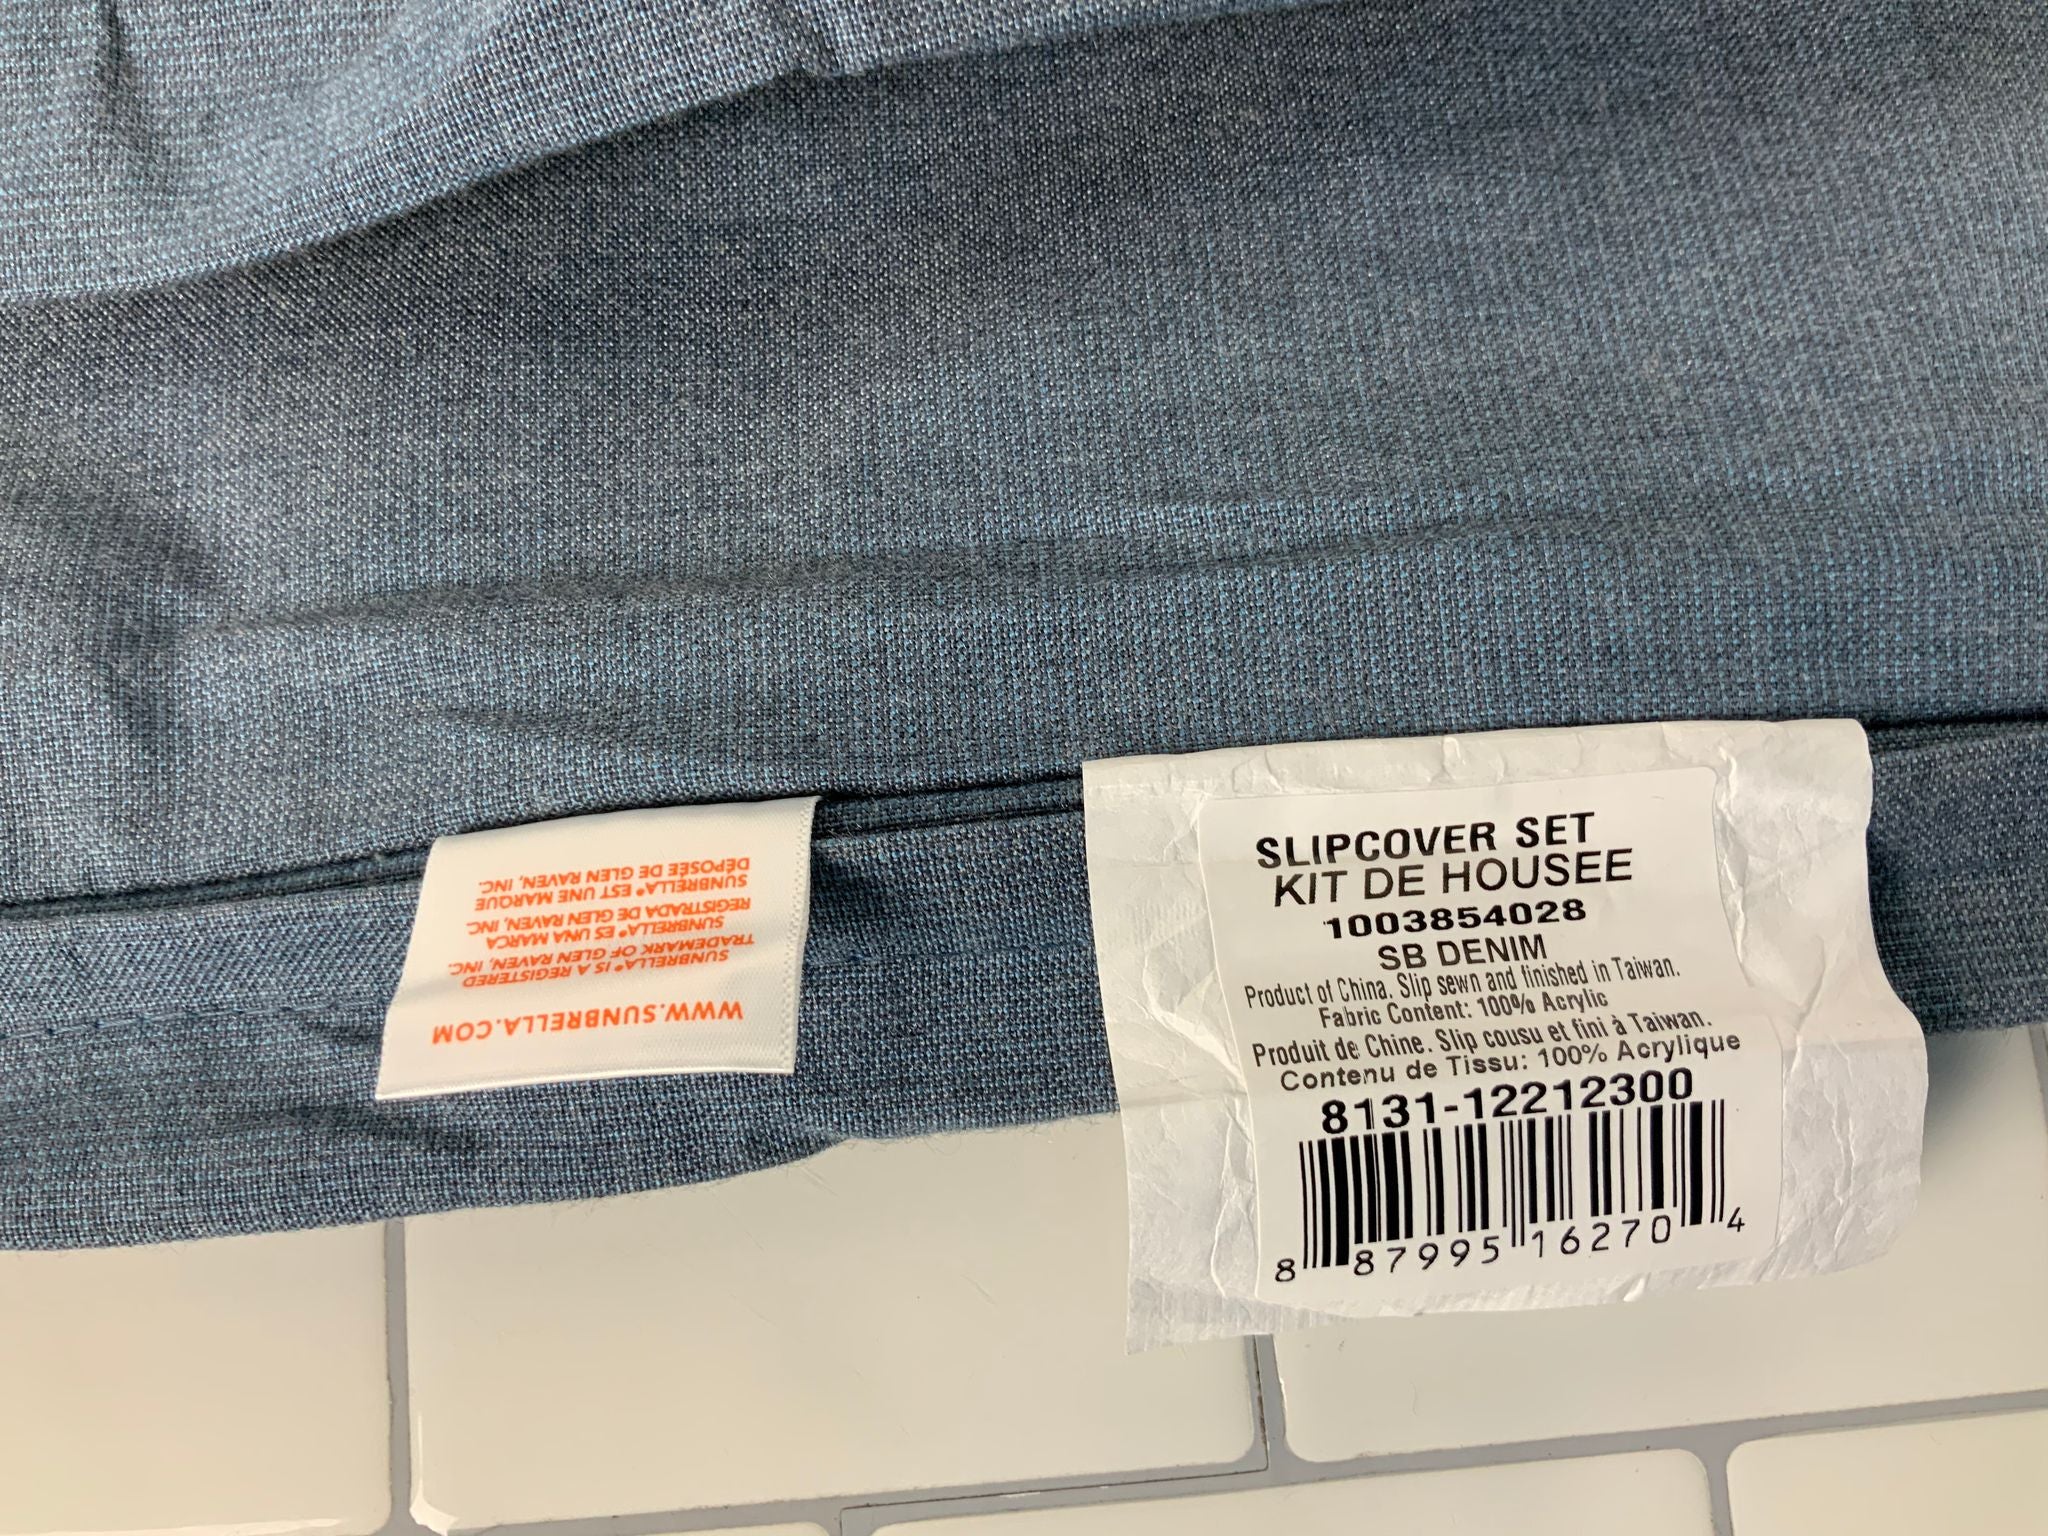 WWW.SUNBRELLA.COM
SUNBRELLA® IS A REGISTERED
TRADEMARK OF GLEN RAVEN, INC.
SUNBRELLA® ES UNA MARCA
REGISTRADA DE GLEN RAVEN, INC.
SUNBRELLA® EST UNE MARQUE
DÉPOSÉE DE GLEN RAVEN, INC.
SLIPCOVER SET
KIT DE HOUSEE
1003854028
SB DENIM
Product of China. Slip sewn and finished in Taiwan.
Fabric Content: 100% Acrylic
Produit de Chine. Slip cousu et fini à Taiwan.
Contenu de Tissu: 100% Acrylique
8131-12212300
8 87995 16270 4